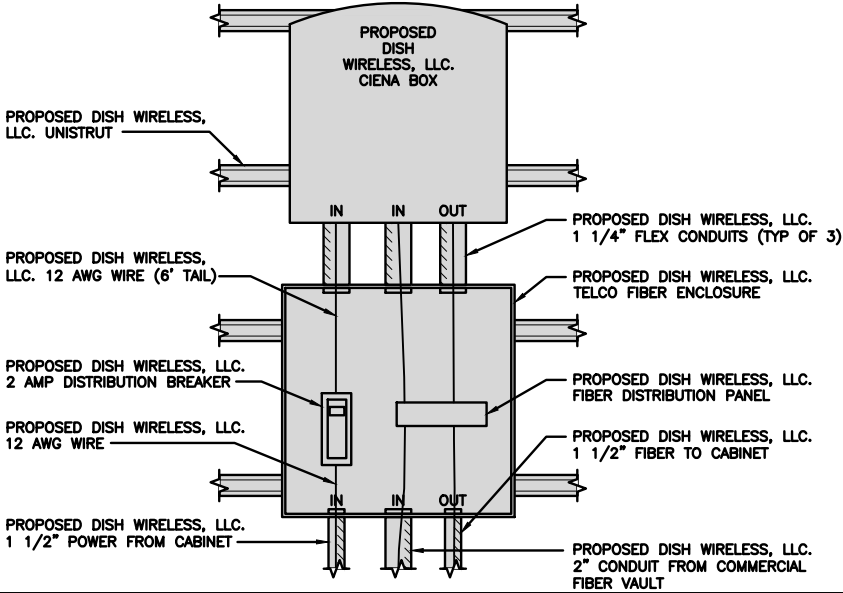 PROPOSED
DISH
WIRELESS, LLC.
CIENA BOX
PROPOSED DISH WIRELESS,
LLC. UNISTRUT
IN
IN
OUT
PROPOSED DISH WIRELESS, LLC.
1 1/4" FLEX CONDUITS (TYP OF 3)
PROPOSED DISH WIRELESS,
LLC. 12 AWG WIRE (6' TAIL)
PROPOSED DISH WIRELESS, LLC.
TELCO FIBER ENCLOSURE
PROPOSED DISH WIRELESS, LLC.
2 AMP DISTRIBUTION BREAKER
PROPOSED DISH WIRELESS, LLC.
FIBER DISTRIBUTION PANEL
PROPOSED DISH WIRELESS, LLC.
12 AWG WIRE
PROPOSED DISH WIRELESS, LLC.
1 1/2" FIBER TO CABINET
IN
IN
OUT
PROPOSED DISH WIRELESS, LLC.
1 1/2" POWER FROM CABINET
PROPOSED DISH WIRELESS, LLC.
2" CONDUIT FROM COMMERCIAL
FIBER VAULT